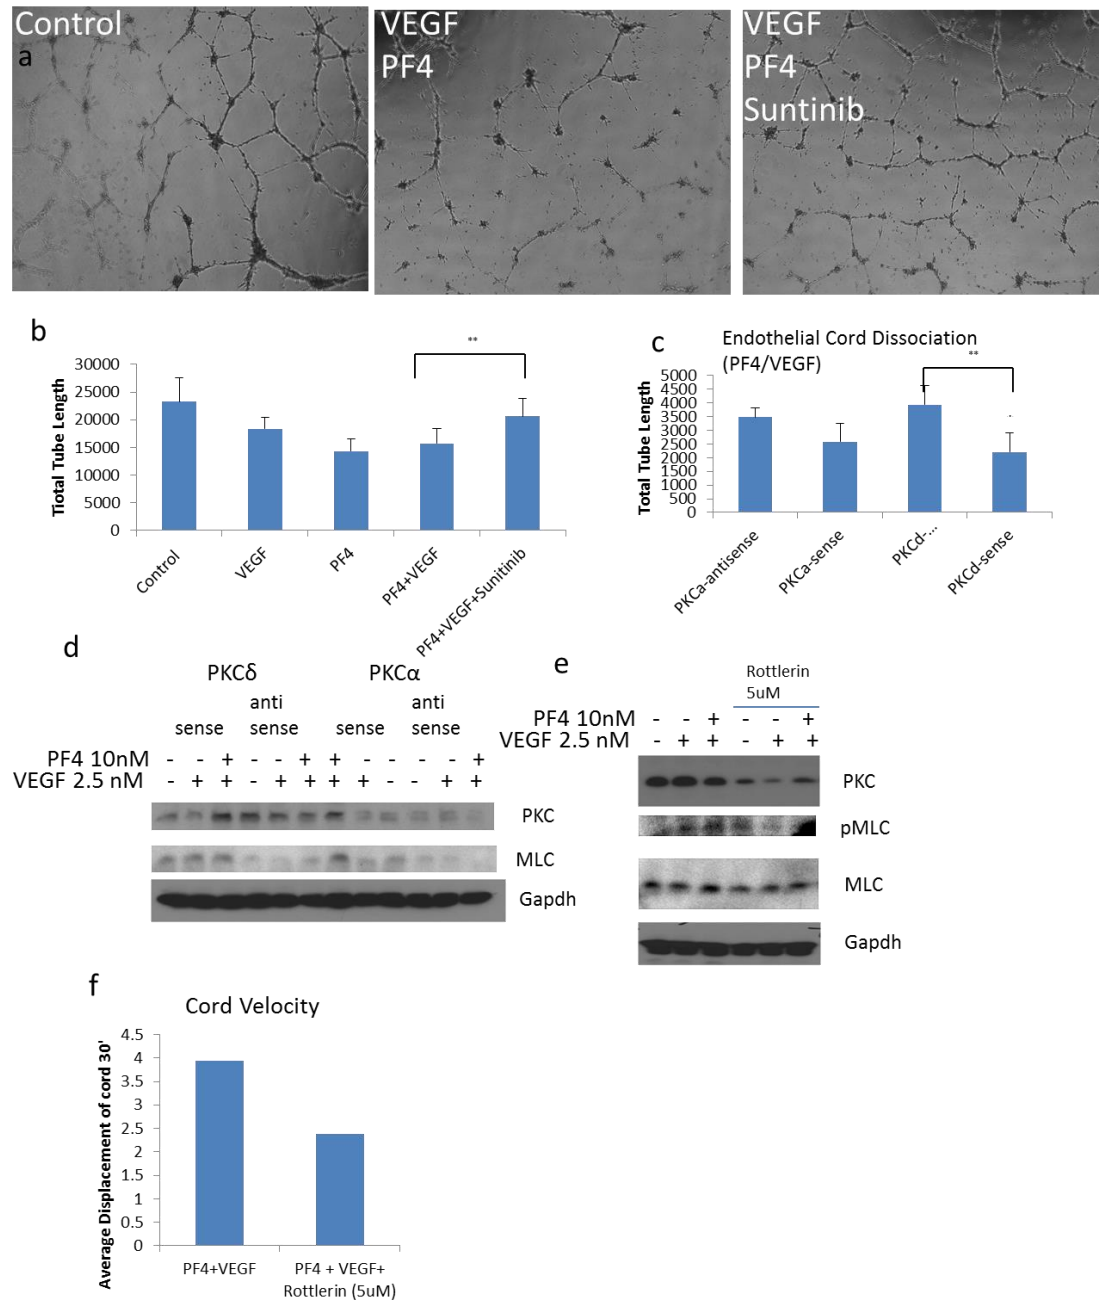 Control
a
VEGF
PF4
VEGF
PF4
Suntinib
b
**
30000
25000
20000
15000
10000
5000
0
Tiotal Tube Length
Control
VEGF
PF4
PF4+VEGF
PF4+VEGF+Sunitinib
c
Endothelial Cord Dissociation
(PF4/VEGF)
**
5000
4500
4000
3500
3000
2500
2000
1500
1000
500
0
Total Tube Length
PKCa-antisense
PKCa-sense
PKCd-...
PKCd-sense
d
PKCδ PKCα
anti anti
sense sense sense sense
PF4 10nM - - + - - + + - - - - +
VEGF 2.5 nM - + + - + + + + - - + +
PKC
MLC
Gapdh
e
Rottlerin
5uM
PF4 10nM - - + - - +
VEGF 2.5 nM - + + - + +
PKC
pMLC
MLC
Gapdh
f
Cord Velocity
4.5
4
3.5
3
2.5
2
1.5
1
0.5
0
Average Displacement of cord 30'
PF4+VEGF
PF4 + VEGF+
Rottlerin (5uM)